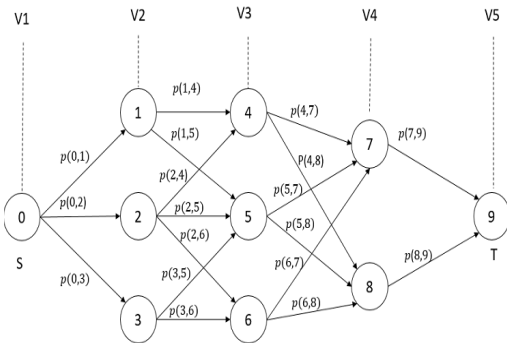 V1
V2
V3
V4
V5
p(1,4)
1
4
p(4,7)
p(1,5)
7
p(7,9)
p(0,1)
p(2,4)
P(4,8)
p(5,7)
p(0,2)
0
2
p(2,5)
5
p(5,8)
9
p(2,6)
S
T
p(0,3)
p(3,5)
p(6,7)
p(8,9)
8
p(3,6)
3
6
p(6,8)